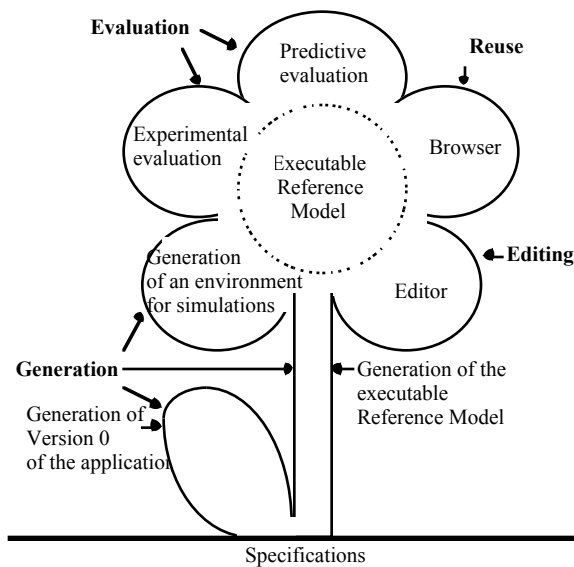 Evaluation
Predictive
evaluation
Reuse
Experimental
evaluation
Executable
Reference
Model
Browser
Generation
of an environment
for simulations
Editing
Editor
Generation
Generation of the
executable
Reference Model
Generation of
Version 0
of the application
Specifications